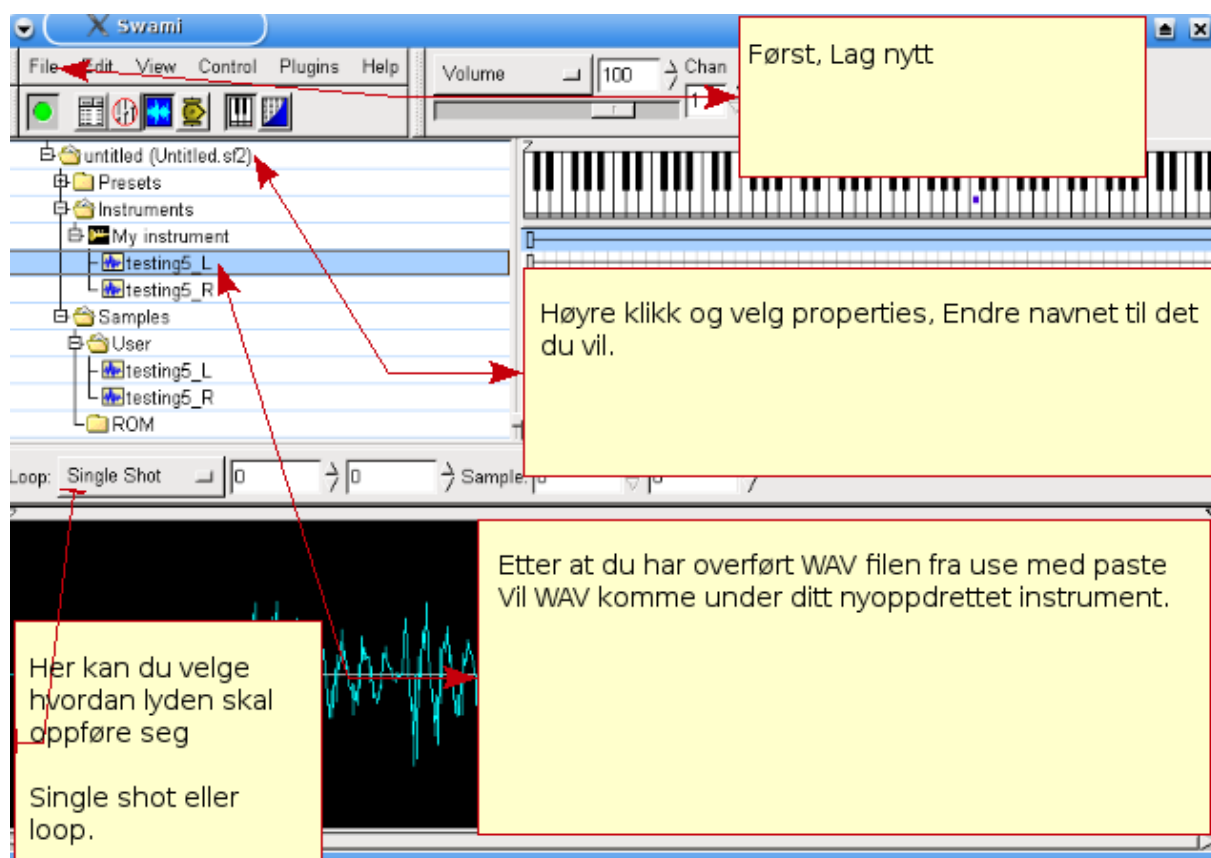 Swami
File Edit View Control Plugins Help
Volume 100 Chan
1
Først, Lag nytt
untitled (Untitled.sf2)
Presets
Instruments
My instrument
testing5_L
testing5_R
Samples
User
testing5_L
testing5_R
ROM
Høyre klikk og velg properties, Endre navnet til det
du vil.
Loop: Single Shot 0 0 Sample: 0 0
Etter at du har overført WAV filen fra use med paste
Vil WAV komme under ditt nyoppdrettet instrument.
Her kan du velge
hvordan lyden skal
oppføre seg
Single shot eller
loop.